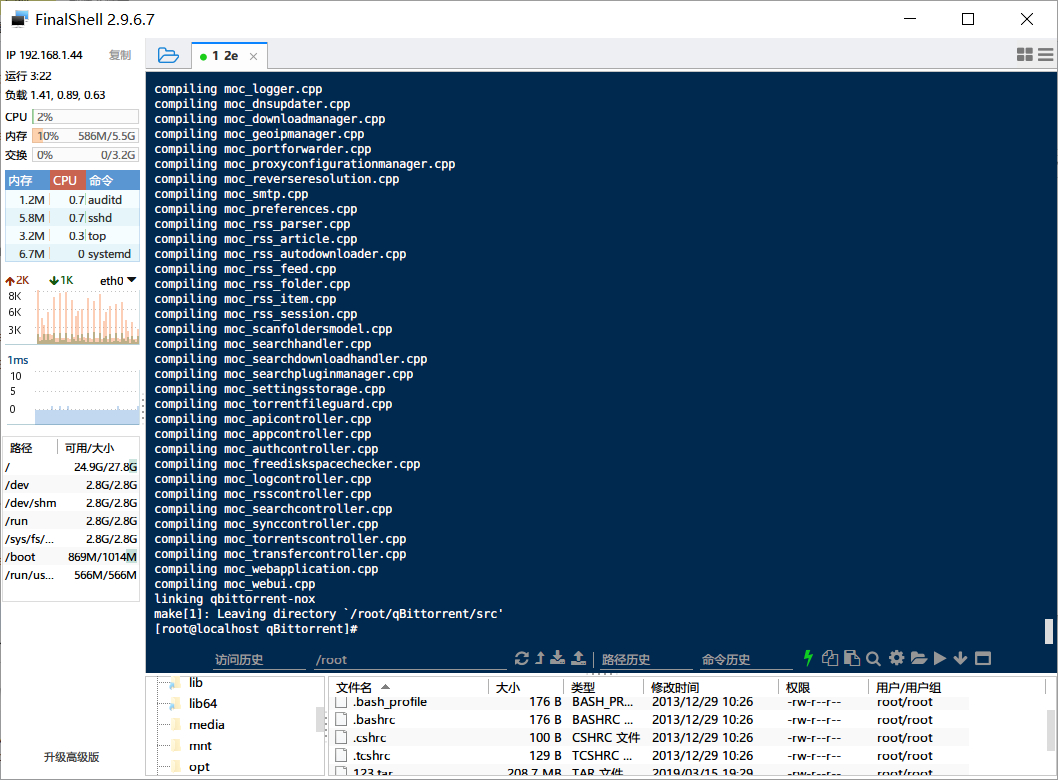 FinalShell 2.9.6.7
IP 192.168.1.44 复制
运行 3:22
负载 1.41, 0.89, 0.63
CPU 2%
内存 10% 586M/5.5G
交换 0% 0/3.2G
内存 CPU 命令
1.2M 0.7 auditd
5.8M 0.7 sshd
3.2M 0.3 top
6.7M 0 systemd
2K 1K eth0
8K
6K
3K
1ms
10
5
0
路径 可用/大小
/ 24.9G/27.8G
/dev 2.8G/2.8G
/dev/shm 2.8G/2.8G
/run 2.8G/2.8G
/sys/fs/... 2.8G/2.8G
/boot 869M/1014M
/run/us... 566M/566M
升级高级版
1 2e
compiling moc_logger.cpp
compiling moc_dnsupdater.cpp
compiling moc_downloadmanager.cpp
compiling moc_geoipmanager.cpp
compiling moc_portforwarder.cpp
compiling moc_proxyconfigurationmanager.cpp
compiling moc_reverseresolution.cpp
compiling moc_smtp.cpp
compiling moc_preferences.cpp
compiling moc_rss_parser.cpp
compiling moc_rss_article.cpp
compiling moc_rss_autodownloader.cpp
compiling moc_rss_feed.cpp
compiling moc_rss_folder.cpp
compiling moc_rss_item.cpp
compiling moc_rss_session.cpp
compiling moc_scanfoldersmodel.cpp
compiling moc_searchhandler.cpp
compiling moc_searchdownloadhandler.cpp
compiling moc_searchpluginmanager.cpp
compiling moc_settingsstorage.cpp
compiling moc_torrentfileguard.cpp
compiling moc_apicontroller.cpp
compiling moc_appcontroller.cpp
compiling moc_authcontroller.cpp
compiling moc_freediskspacechecker.cpp
compiling moc_logcontroller.cpp
compiling moc_rsscontroller.cpp
compiling moc_searchcontroller.cpp
compiling moc_synccontroller.cpp
compiling moc_torrentscontroller.cpp
compiling moc_transfercontroller.cpp
compiling moc_webapplication.cpp
compiling moc_webui.cpp
linking qbittorrent-nox
make[1]: Leaving directory `/root/qBittorrent/src'
[root@localhost qBittorrent]#
访问历史 /root 路径历史 命令历史
lib
lib64
media
mnt
opt
文件名 大小 类型 修改时间 权限 用户/用户组
.bash_profile 176 B BASH_PR... 2013/12/29 10:26 -rw-r--r-- root/root
.bashrc 176 B BASHRC ... 2013/12/29 10:26 -rw-r--r-- root/root
.cshrc 100 B CSHRC 文件 2013/12/29 10:26 -rw-r--r-- root/root
.tcshrc 129 B TCSHRC ... 2013/12/29 10:26 -rw-r--r-- root/root
123.tar 208.7 MB TAR 文件 2019/03/15 19:29 -rw-r--r-- root/root